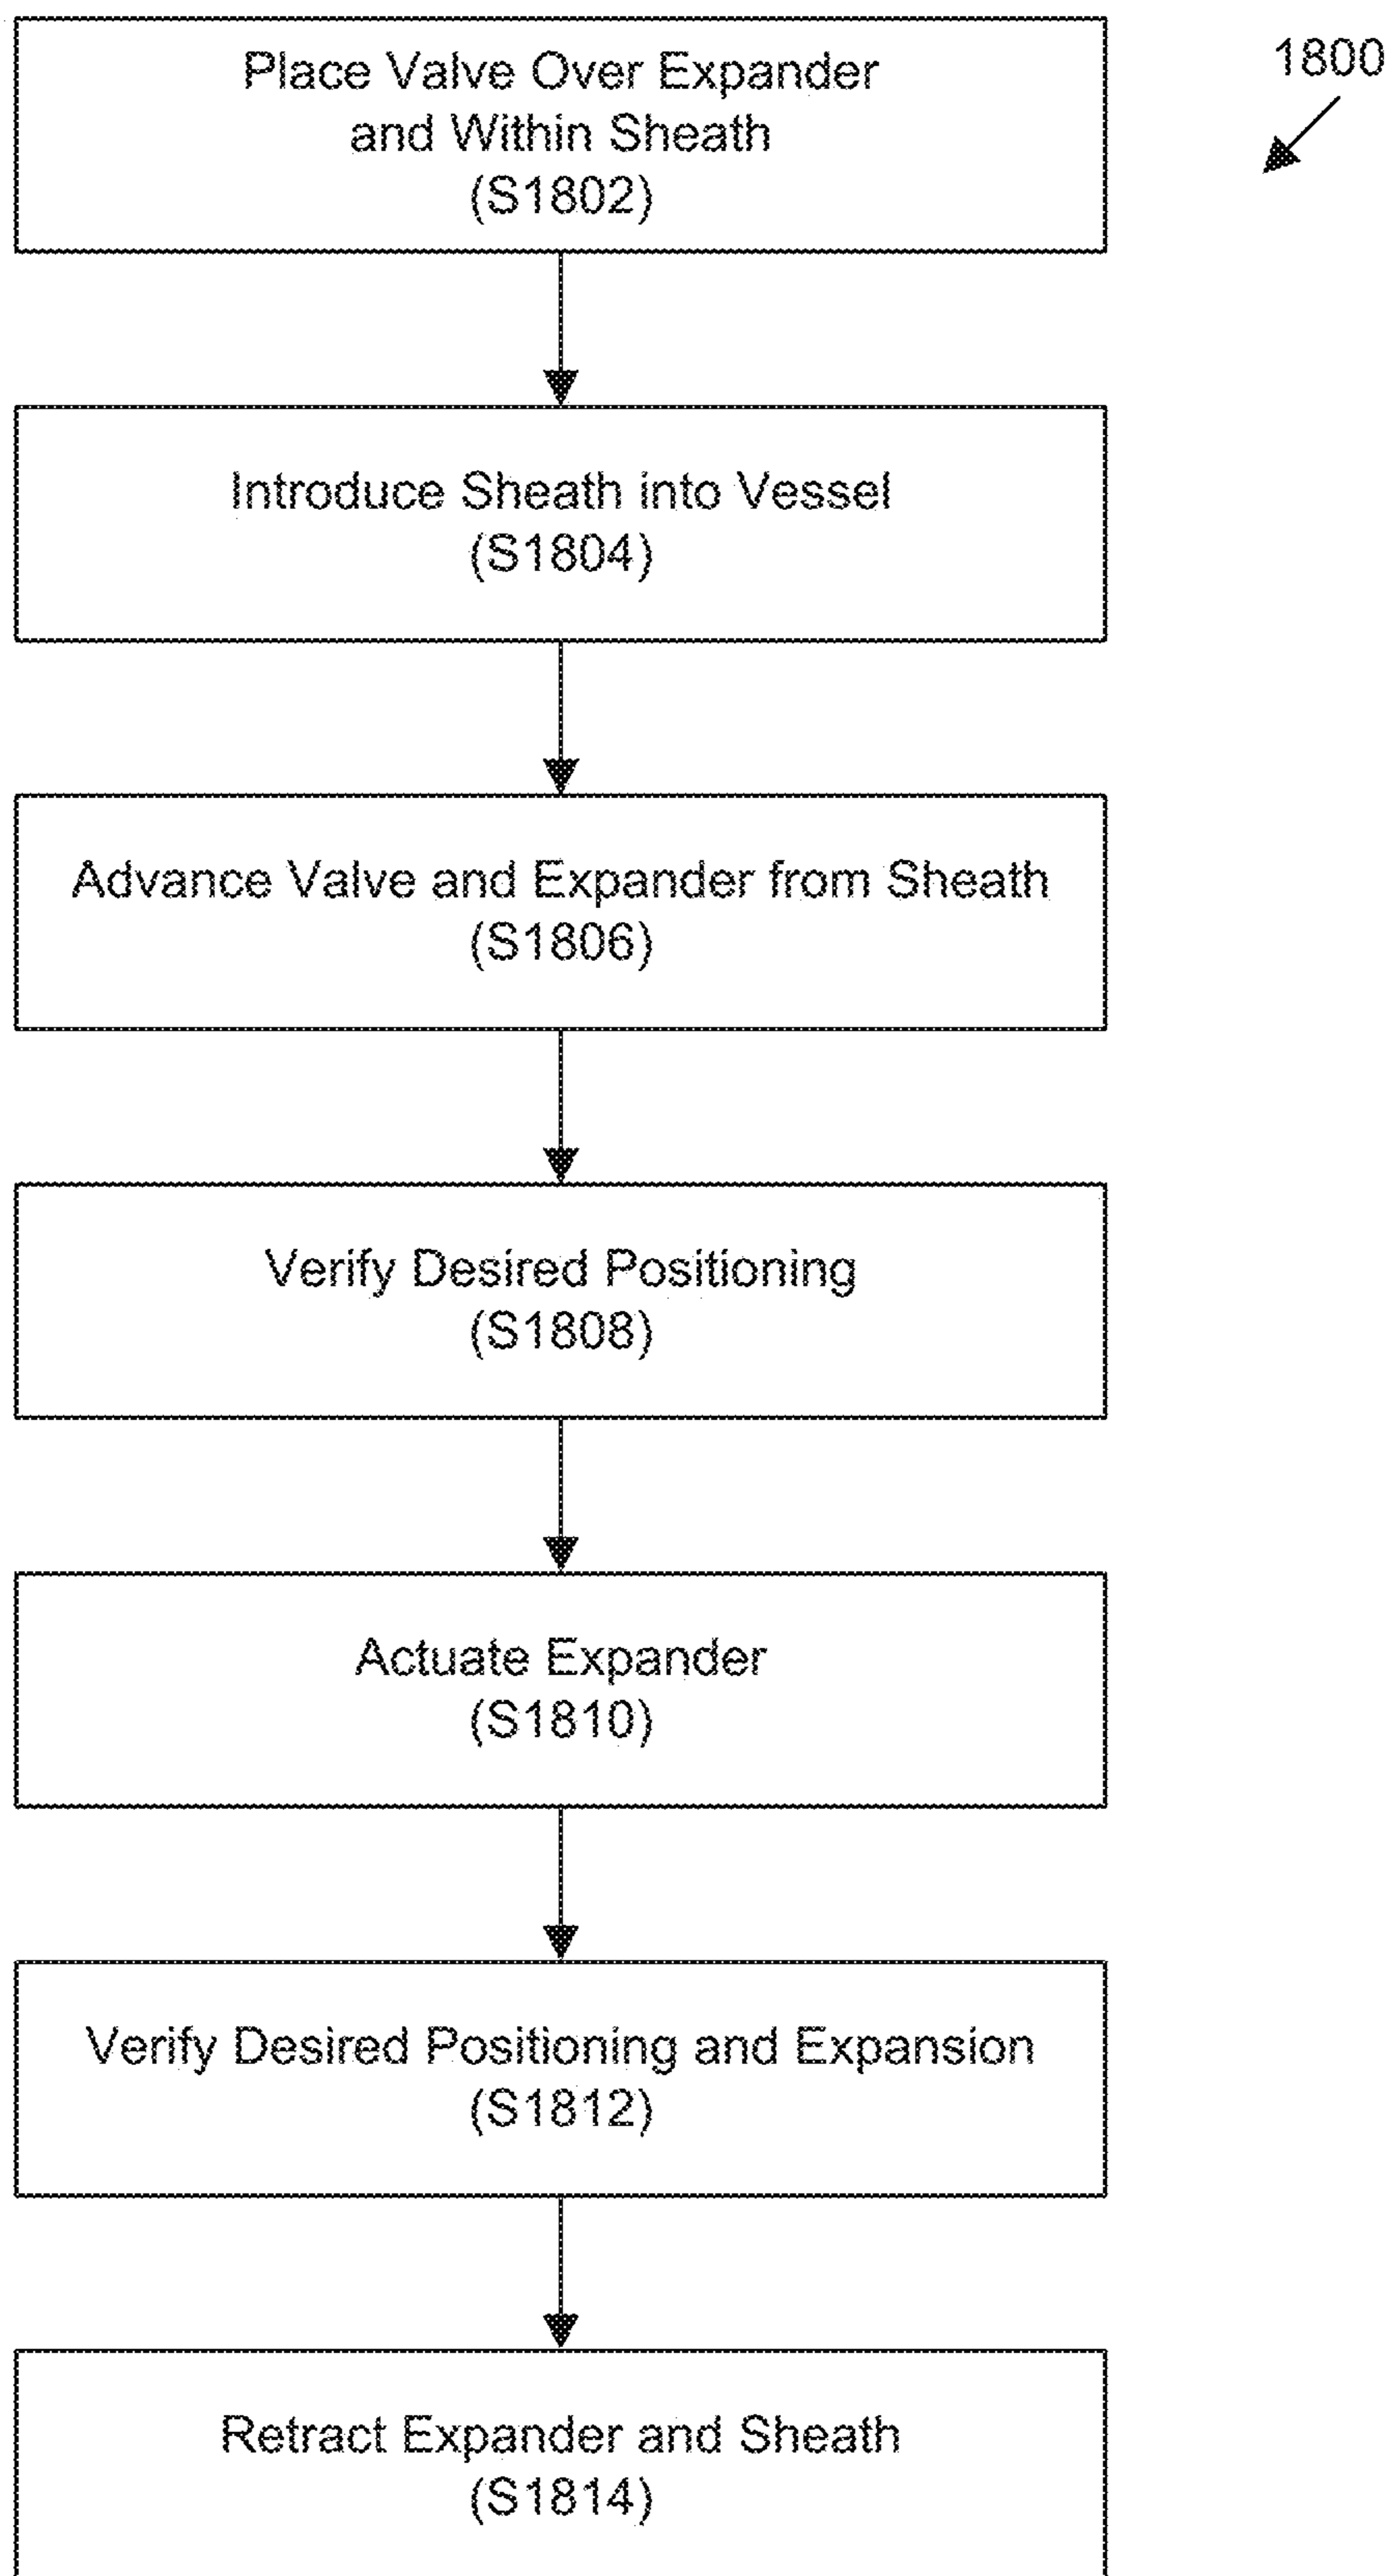 Place Valve Over Expander
and Within Sheath
(S1802)
1800
Introduce Sheath into Vessel
(S1804)
Advance Valve and Expander from Sheath
(S1806)
Verify Desired Positioning
(S1808)
Actuate Expander
(S1810)
Verify Desired Positioning and Expansion
(S1812)
Retract Expander and Sheath
(S1814)